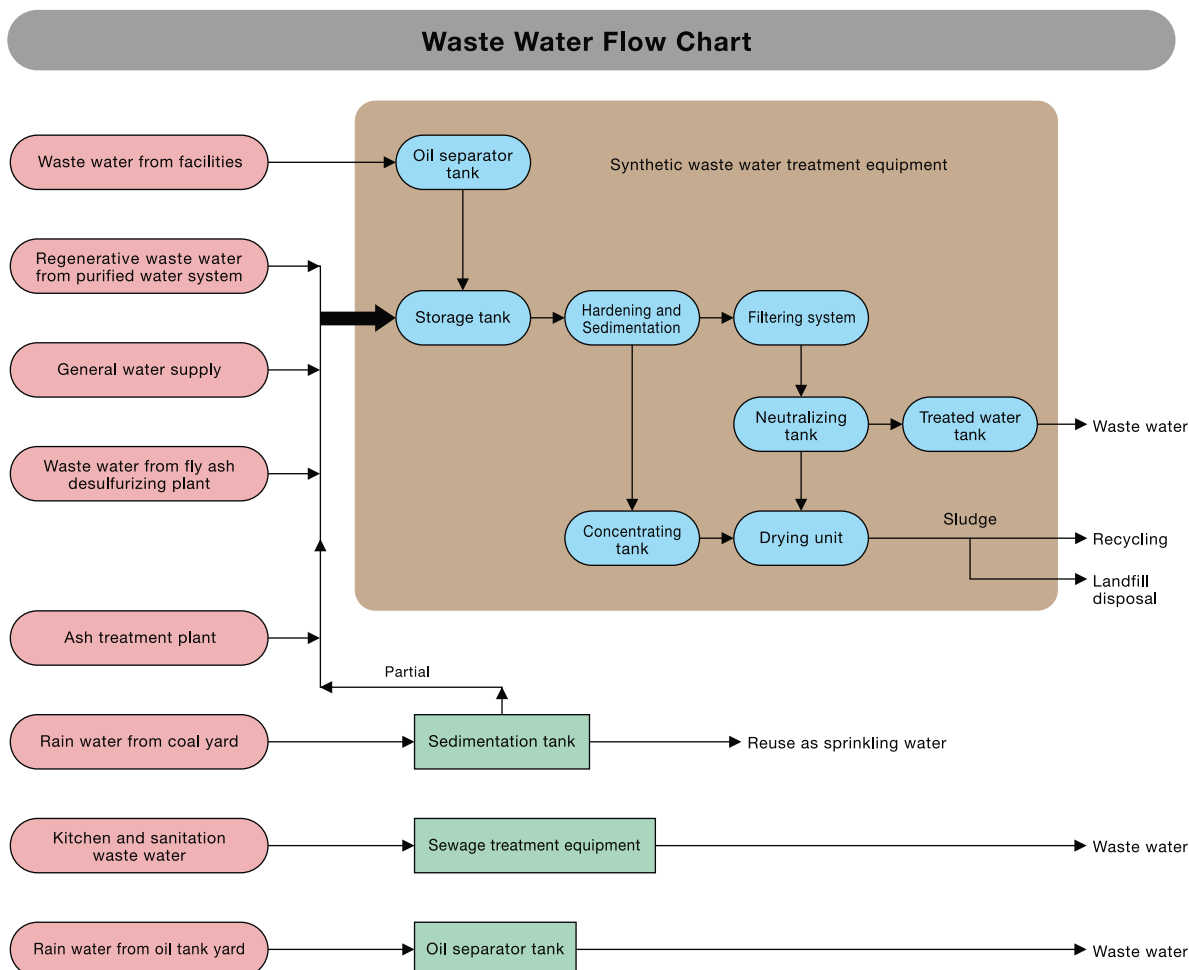 Waste Water Flow Chart
Waste water from facilities
Oil separator
tank
Synthetic waste water treatment equipment
Regenerative waste water
from purified water system
Storage tank
Hardening and
Sedimentation
Filtering system
General water supply
Neutralizing
tank
Treated water
tank
Waste water
Waste water from fly ash
desulfurizing plant
Concentrating
tank
Drying unit
Sludge
Recycling
Landfill
disposal
Ash treatment plant
Partial
Rain water from coal yard
Sedimentation tank
Reuse as sprinkling water
Kitchen and sanitation
waste water
Sewage treatment equipment
Waste water
Rain water from oil tank yard
Oil separator tank
Waste water